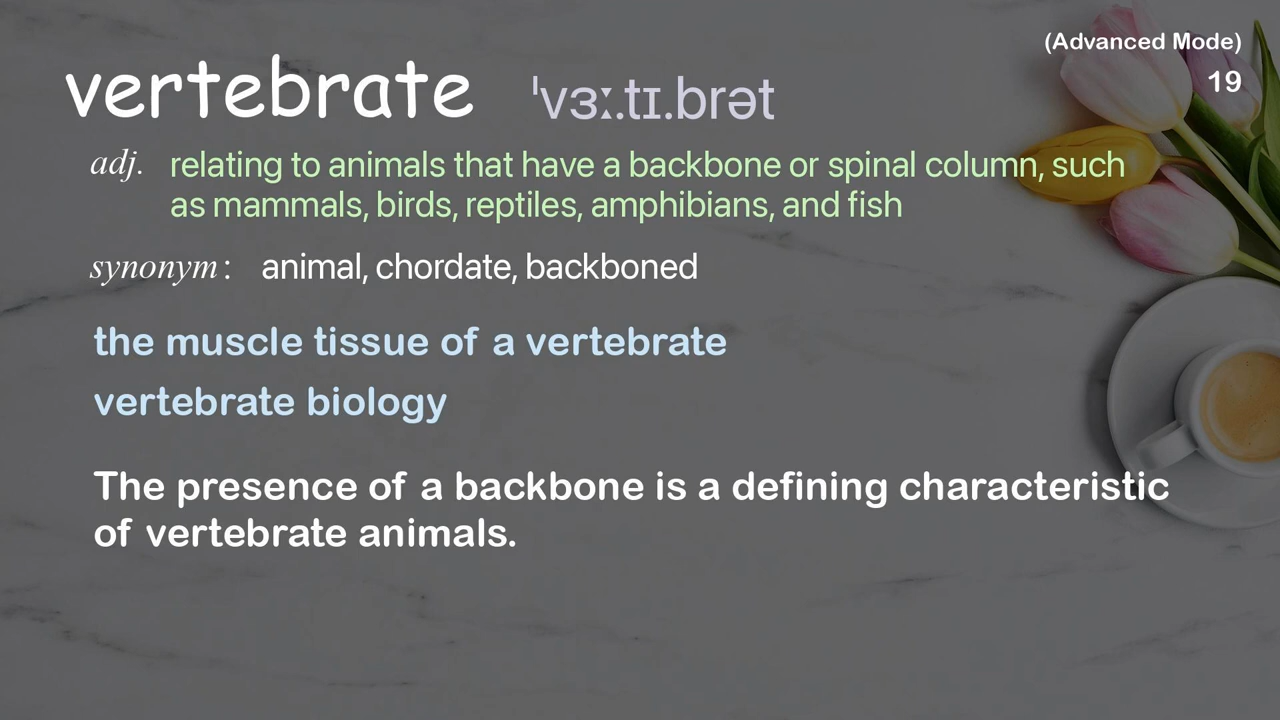 (Advanced Mode)
19
vertebrate ˈvɜː.tɪ.brət
adj. relating to animals that have a backbone or spinal column, such
as mammals, birds, reptiles, amphibians, and fish
synonym: animal, chordate, backboned
the muscle tissue of a vertebrate
vertebrate biology
The presence of a backbone is a defining characteristic
of vertebrate animals.